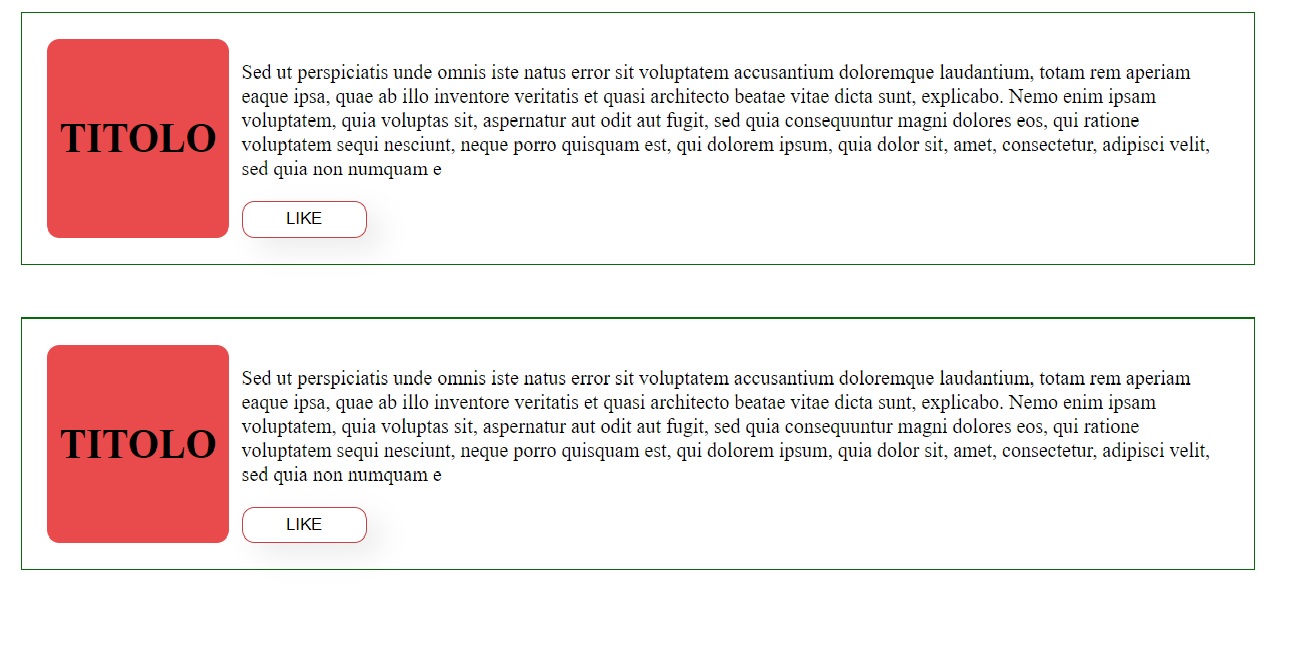 TITOLO
Sed ut perspiciatis unde omnis iste natus error sit voluptatem accusantium doloremque laudantium, totam rem aperiam
eaque ipsa, quae ab illo inventore veritatis et quasi architecto beatae vitae dicta sunt, explicabo. Nemo enim ipsam
voluptatem, quia voluptas sit, aspernatur aut odit aut fugit, sed quia consequuntur magni dolores eos, qui ratione
voluptatem sequi nesciunt, neque porro quisquam est, qui dolorem ipsum, quia dolor sit, amet, consectetur, adipisci velit,
sed quia non numquam e
LIKE
TITOLO
Sed ut perspiciatis unde omnis iste natus error sit voluptatem accusantium doloremque laudantium, totam rem aperiam
eaque ipsa, quae ab illo inventore veritatis et quasi architecto beatae vitae dicta sunt, explicabo. Nemo enim ipsam
voluptatem, quia voluptas sit, aspernatur aut odit aut fugit, sed quia consequuntur magni dolores eos, qui ratione
voluptatem sequi nesciunt, neque porro quisquam est, qui dolorem ipsum, quia dolor sit, amet, consectetur, adipisci velit,
sed quia non numquam e
LIKE